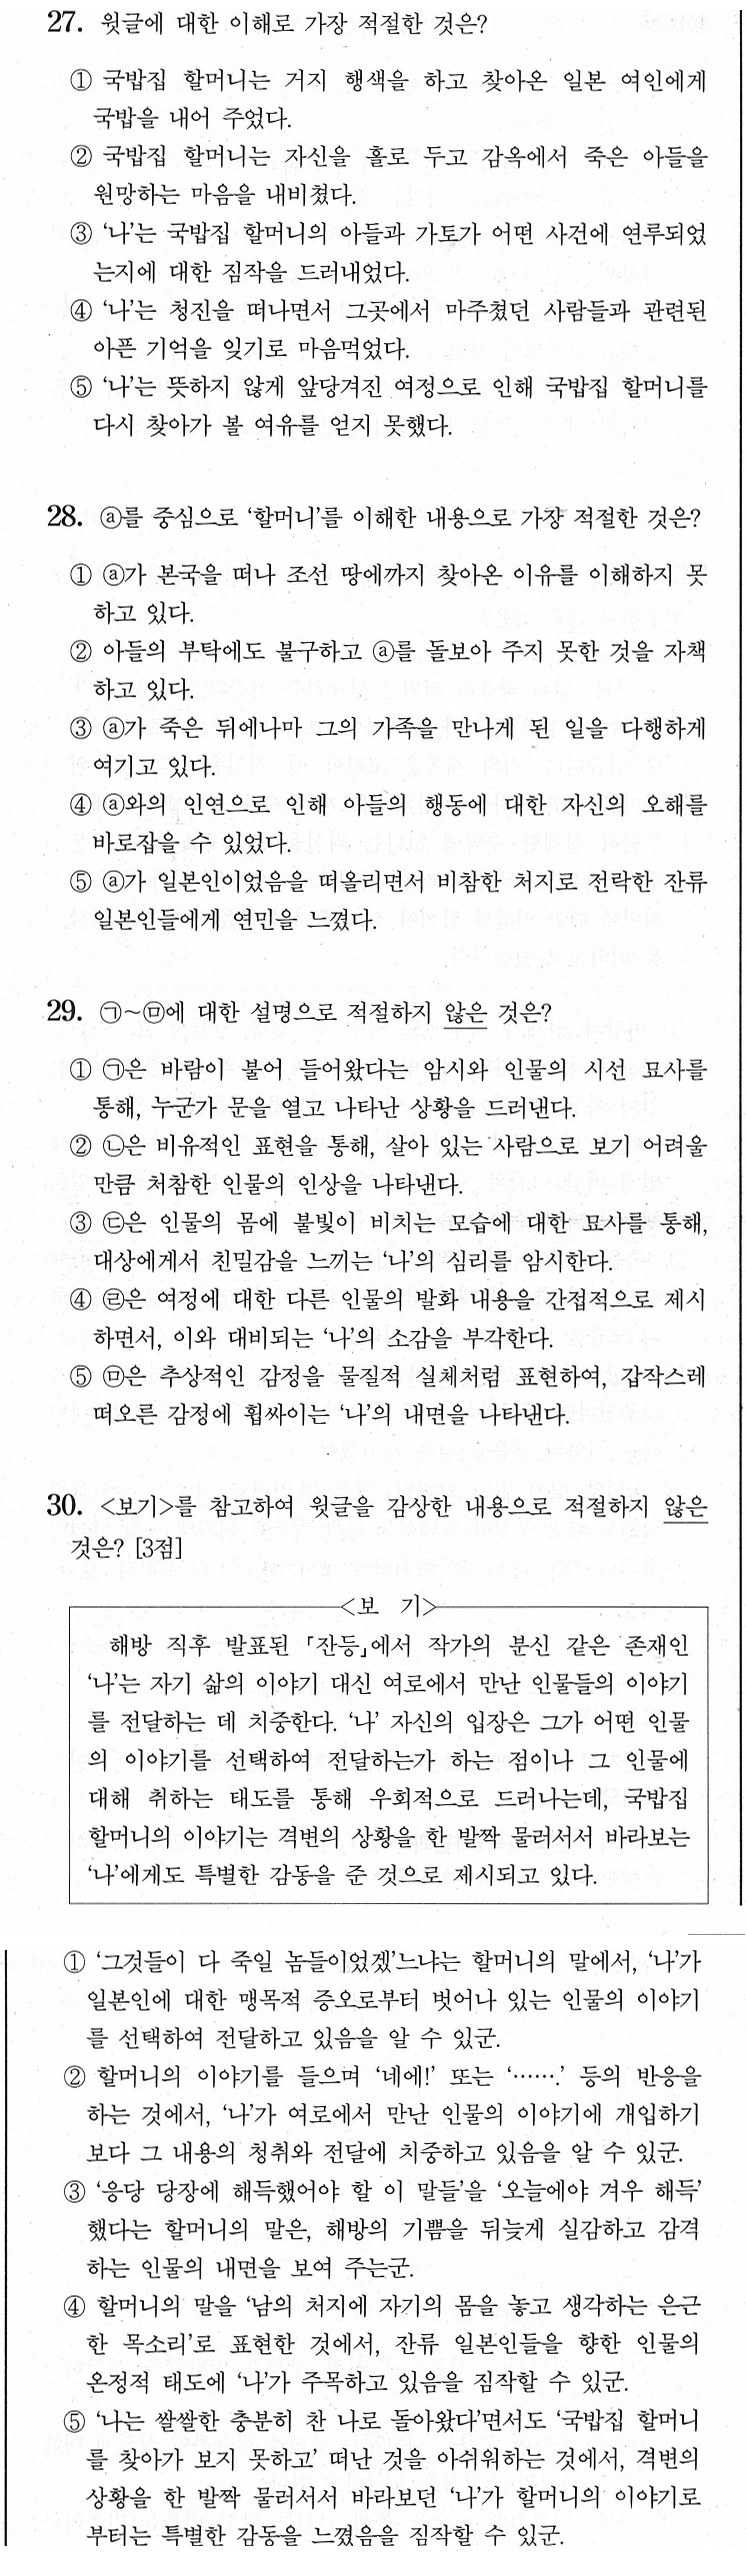 27. 윗글에 대한 이해로 가장 적절한 것은?
① 국밥집 할머니는 거지 행색을 하고 찾아온 일본 여인에게
국밥을 내어 주었다.
② 국밥집 할머니는 자신을 홀로 두고 감옥에서 죽은 아들을
원망하는 마음을 내비쳤다.
③ ‘나’는 국밥집 할머니의 아들과 가토가 어떤 사건에 연루되었
는지에 대한 짐작을 드러내었다.
④ ‘나’는 청진을 떠나면서 그곳에서 마주쳤던 사람들과 관련된
아픈 기억을 잊기로 마음먹었다.
⑤ ‘나’는 뜻하지 않게 앞당겨진 여정으로 인해 국밥집 할머니를
다시 찾아가 볼 여유를 얻지 못했다.
28. ⓐ를 중심으로 ‘할머니’를 이해한 내용으로 가장 적절한 것은?
① ⓐ가 본국을 떠나 조선 땅에까지 찾아온 이유를 이해하지 못
하고 있다.
② 아들의 부탁에도 불구하고 ⓐ를 돌보아 주지 못한 것을 자책
하고 있다.
③ ⓐ가 죽은 뒤에나마 그의 가족을 만나게 된 일을 다행하게
여기고 있다.
④ ⓐ와의 인연으로 인해 아들의 행동에 대한 자신의 오해를
바로잡을 수 있었다.
⑤ ⓐ가 일본인이었음을 떠올리면서 비참한 처지로 전락한 잔류
일본인들에게 연민을 느꼈다.
29. ㉠~㉤에 대한 설명으로 적절하지 않은 것은?
① ㉠은 바람이 불어 들어왔다는 암시와 인물의 시선 묘사를
통해, 누군가 문을 열고 나타난 상황을 드러낸다.
② ㉡은 비유적인 표현을 통해, 살아 있는 사람으로 보기 어려울
만큼 처참한 인물의 인상을 나타낸다.
③ ㉢은 인물의 몸에 불빛이 비치는 모습에 대한 묘사를 통해,
대상에게서 친밀감을 느끼는 ‘나’의 심리를 암시한다.
④ ㉣은 여정에 대한 다른 인물의 발화 내용을 간접적으로 제시
하면서, 이와 대비되는 ‘나’의 소감을 부각한다.
⑤ ㉤은 추상적인 감정을 물질적 실체처럼 표현하여, 갑작스레
떠오른 감정에 휩싸이는 ‘나’의 내면을 나타낸다.
30. <보기>를 참고하여 윗글을 감상한 내용으로 적절하지 않은
것은? [3점]
<보 기>
해방 직후 발표된 「잔등」에서 작가의 분신 같은 존재인
‘나’는 자기 삶의 이야기 대신 여로에서 만난 인물들의 이야기
를 전달하는 데 치중한다. ‘나’ 자신의 입장은 그가 어떤 인물
의 이야기를 선택하여 전달하는가 하는 점이나 그 인물에
대해 취하는 태도를 통해 우회적으로 드러나는데, 국밥집
할머니의 이야기는 격변의 상황을 한 발짝 물러서서 바라보는
‘나’에게도 특별한 감동을 준 것으로 제시되고 있다.
① ‘그것들이 다 죽일 놈들이었겠’느냐는 할머니의 말에서, ‘나’가
일본인에 대한 맹목적 증오로부터 벗어나 있는 인물의 이야기
를 선택하여 전달하고 있음을 알 수 있군.
② 할머니의 이야기를 들으며 ‘네에!’ 또는 ‘…….’ 등의 반응을
하는 것에서, ‘나’가 여로에서 만난 인물의 이야기에 개입하기
보다 그 내용의 청취와 전달에 치중하고 있음을 알 수 있군.
③ ‘응당 당장에 해득했어야 할 이 말들’을 ‘오늘에야 겨우 해득’
했다는 할머니의 말은, 해방의 기쁨을 뒤늦게 실감하고 감격
하는 인물의 내면을 보여 주는군.
④ 할머니의 말을 ‘남의 처지에 자기의 몸을 놓고 생각하는 은근
한 목소리’로 표현한 것에서, 잔류 일본인들을 향한 인물의
온정적 태도에 ‘나’가 주목하고 있음을 짐작할 수 있군.
⑤ ‘나는 쌀쌀한 충분히 찬 나로 돌아왔다’면서도 ‘국밥집 할머니
를 찾아가 보지 못하고’ 떠난 것을 아쉬워하는 것에서, 격변의
상황을 한 발짝 물러서서 바라보던 ‘나’가 할머니의 이야기로
부터는 특별한 감동을 느꼈음을 짐작할 수 있군.